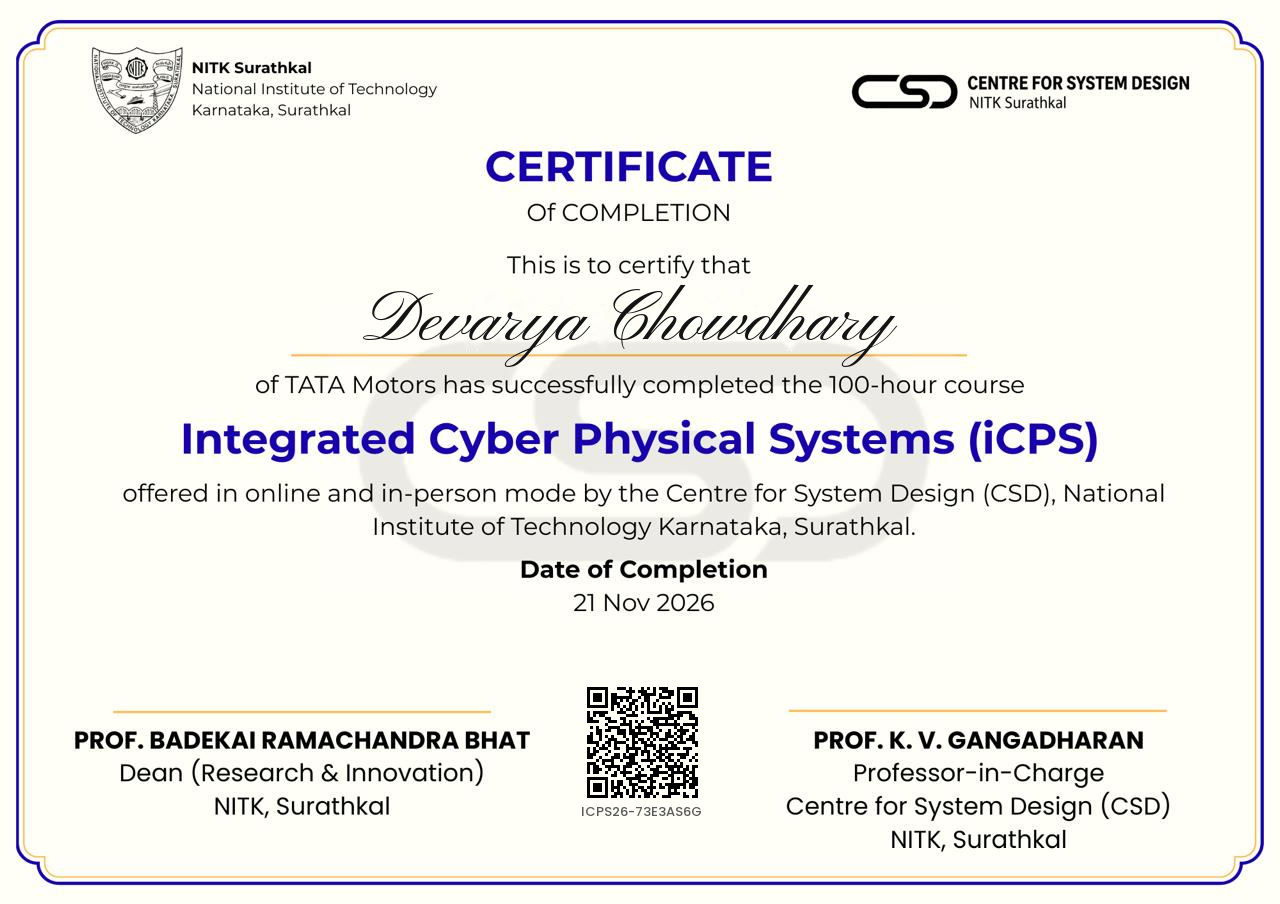 NITK Surathkal
National Institute of Technology
Karnataka, Surathkal
CENTRE FOR SYSTEM DESIGN
NITK Surathkal
CERTIFICATE
Of COMPLETION
This is to certify that
Devarya Chowdhary
of TATA Motors has successfully completed the 100-hour course
Integrated Cyber Physical Systems (iCPS)
offered in online and in-person mode by the Centre for System Design (CSD), National
Institute of Technology Karnataka, Surathkal.
Date of Completion
21 Nov 2026
PROF. BADEKAI RAMACHANDRA BHAT
Dean (Research & Innovation)
NITK, Surathkal
ICPS26-73E3AS6G
PROF. K. V. GANGADHARAN
Professor-in-Charge
Centre for System Design (CSD)
NITK, Surathkal